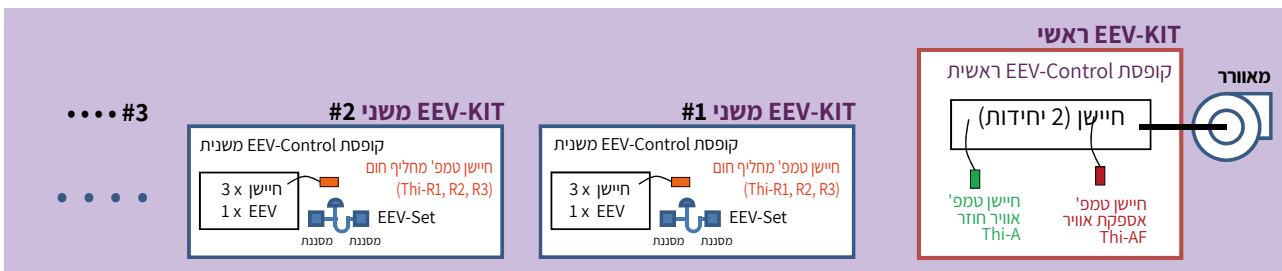 EEV-KIT ראשי
קופסת EEV-Control ראשית
מאוורר
חיישן (2 יחידות)
חיישן טמפ'
אספקת אוויר
Thi-AF
חיישן טמפ'
אוויר חוזר
Thi-A
EEV-KIT משני #1
קופסת EEV-Control משנית
חיישן טמפ' מחליף חום
(Thi-R1, R2, R3)
חיישן x 3
EEV x 1
EEV-Set
מסננת מסננת
EEV-KIT משני #2
קופסת EEV-Control משנית
חיישן טמפ' מחליף חום
(Thi-R1, R2, R3)
חיישן x 3
EEV x 1
EEV-Set
מסננת מסננת
#3 ••••